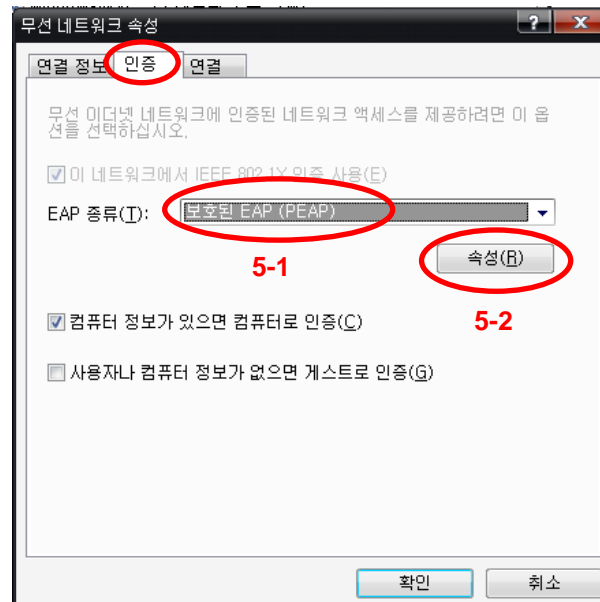 무선 네트워크 속성
연결 정보 인증 연결
무선 이더넷 네트워크에 인증된 네트워크 액세스를 제공하려면 이 옵
션을 선택하십시오.
이 네트워크에서 IEEE 802.1X 인증 사용(E)
EAP 종류(T): 보호된 EAP (PEAP)
속성(R)
5-1
5-2
컴퓨터 정보가 있으면 컴퓨터로 인증(C)
사용자나 컴퓨터 정보가 없으면 게스트로 인증(G)
확인 취소